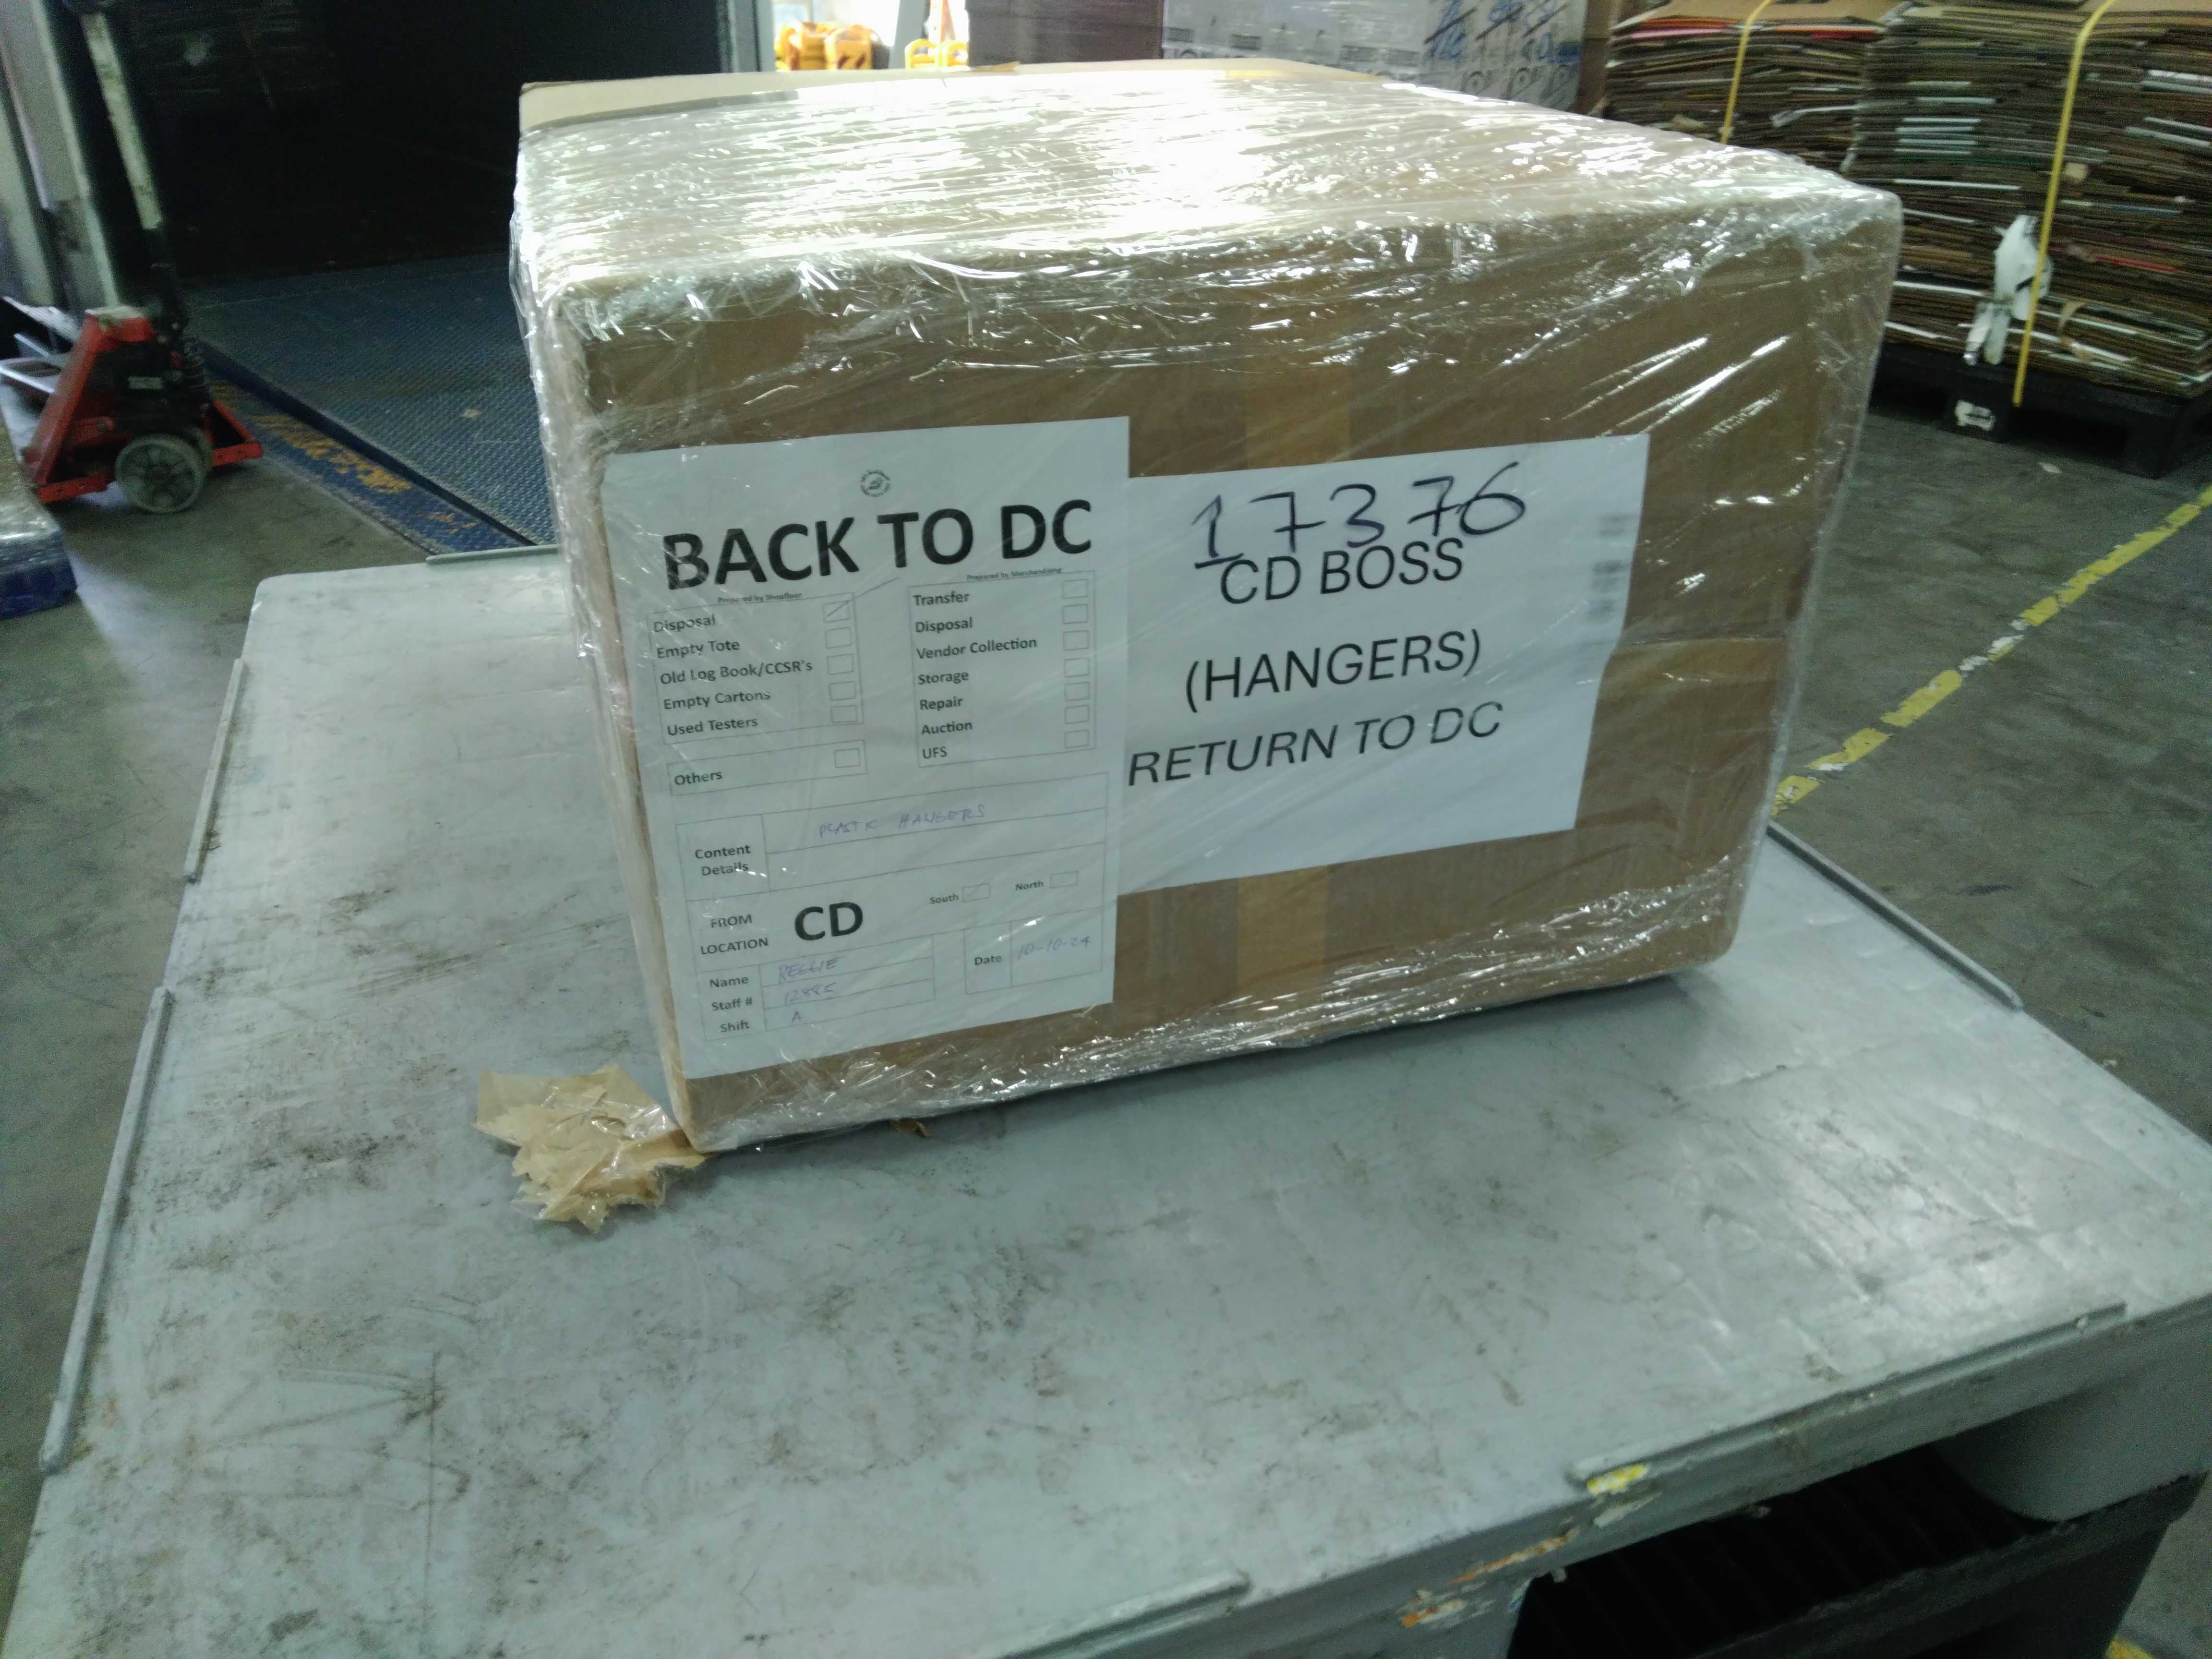 BACK TO DC
Prepared by Shopfloor
Disposal
Empty Tote
Old Log Book/CCSR's
Empty Cartons
Used Testers
Others
Prepared by Merchandising
Transfer
Disposal
Vendor Collection
Storage
Repair
Auction
UFS
Content Details
PLASTIC HANGERS
FROM LOCATION
CD
South
North
Name
REGGIE
Staff #
Shift
A
Date
10-10-24
17376
CD BOSS
(HANGERS)
RETURN TO DC